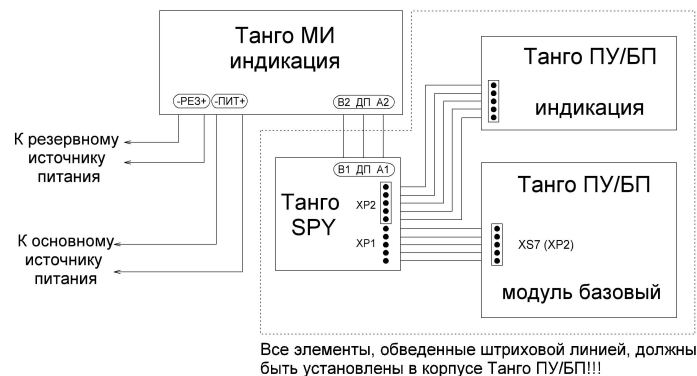 Танго МИ
индикация
-РЕЗ+ -ПИТ+
В2 ДП А2
К резервному
источнику
питания
К основному
источнику
питания
В1 ДП А1
Танго
SPY
ХР2
ХР1
Танго ПУ/БП
индикация
Танго ПУ/БП
XS7 (ХР2)
модуль базовый
Все элементы, обведенные штриховой линией, должны
быть установлены в корпусе Танго ПУ/БП!!!